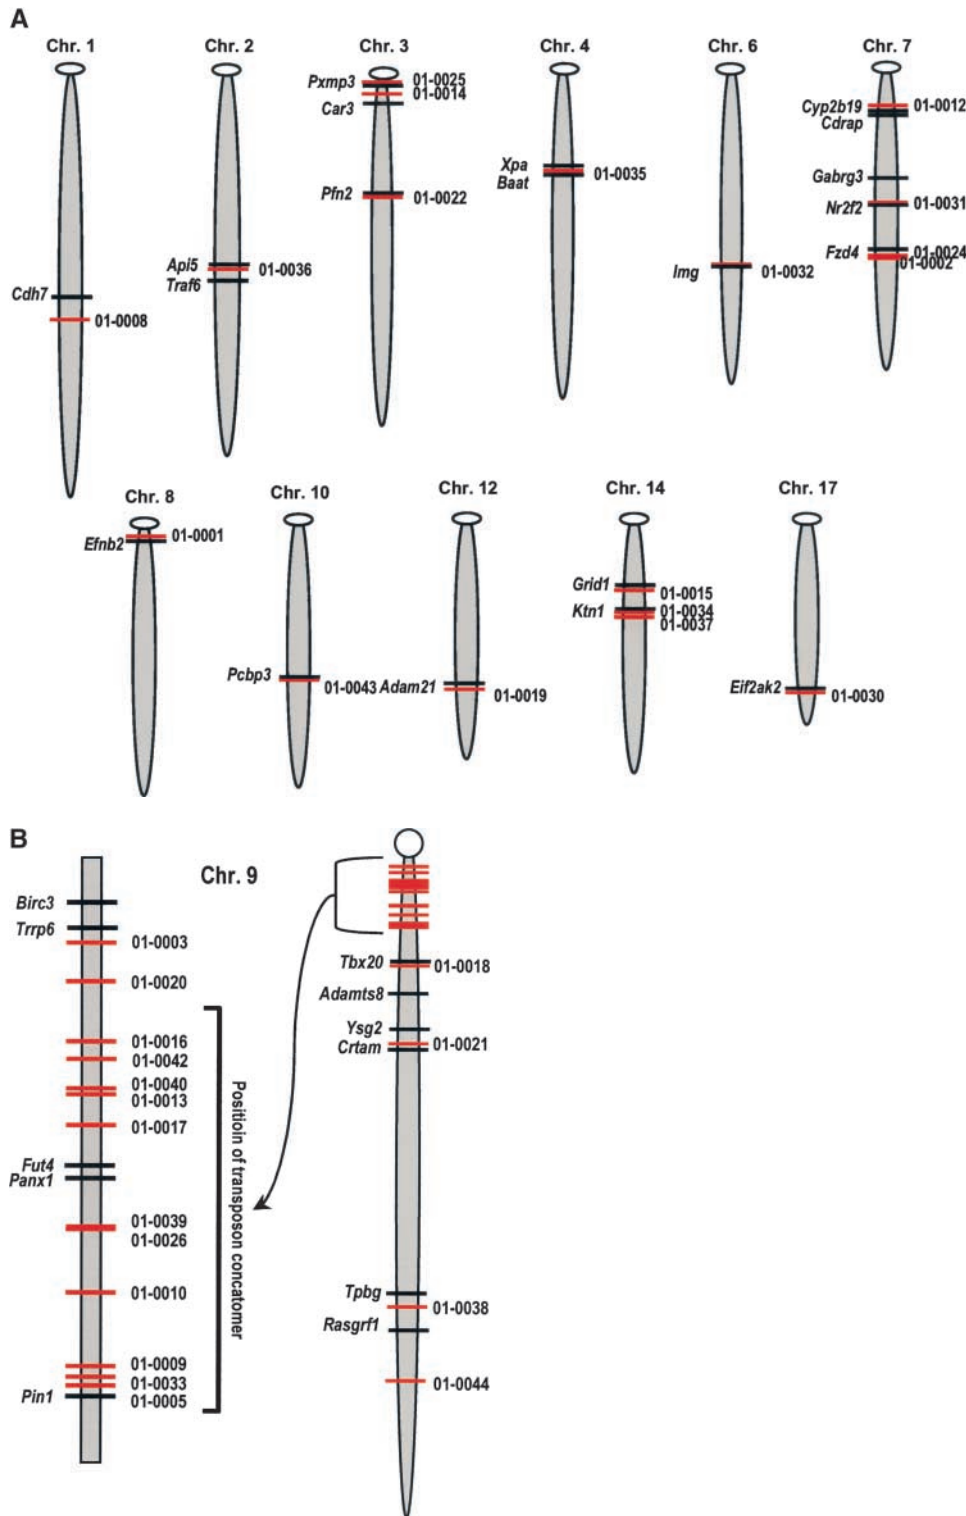 A
Chr. 1
Chr. 2
Chr. 3
Chr. 4
Chr. 6
Chr. 7
Cdh7
01-0008
Api5
Traf6
01-0036
Pxmp3
Car3
01-0025
01-0014
Pfn2
01-0022
Xpa
Baat
01-0035
Img
01-0032
Cyp2b19
Cdrap
01-0012
Gabrg3
Nr2f2
01-0031
Fzd4
01-0024
01-0002
Chr. 8
Chr. 10
Chr. 12
Chr. 14
Chr. 17
Efnb2
01-0001
Pcbp3
01-0043
Adam21
01-0019
Grid1
01-0015
Ktn1
01-0034
01-0037
Eif2ak2
01-0030
B
Chr. 9
Birc3
Trrp6
01-0003
01-0020
01-0016
01-0042
01-0040
01-0013
01-0017
Fut4
Panx1
01-0039
01-0026
01-0010
01-0009
01-0033
Pin1
01-0005
Positioin of transposon concatomer
Tbx20
01-0018
Adamts8
Ysg2
Crtam
01-0021
Tpbg
01-0038
Rasgrf1
01-0044